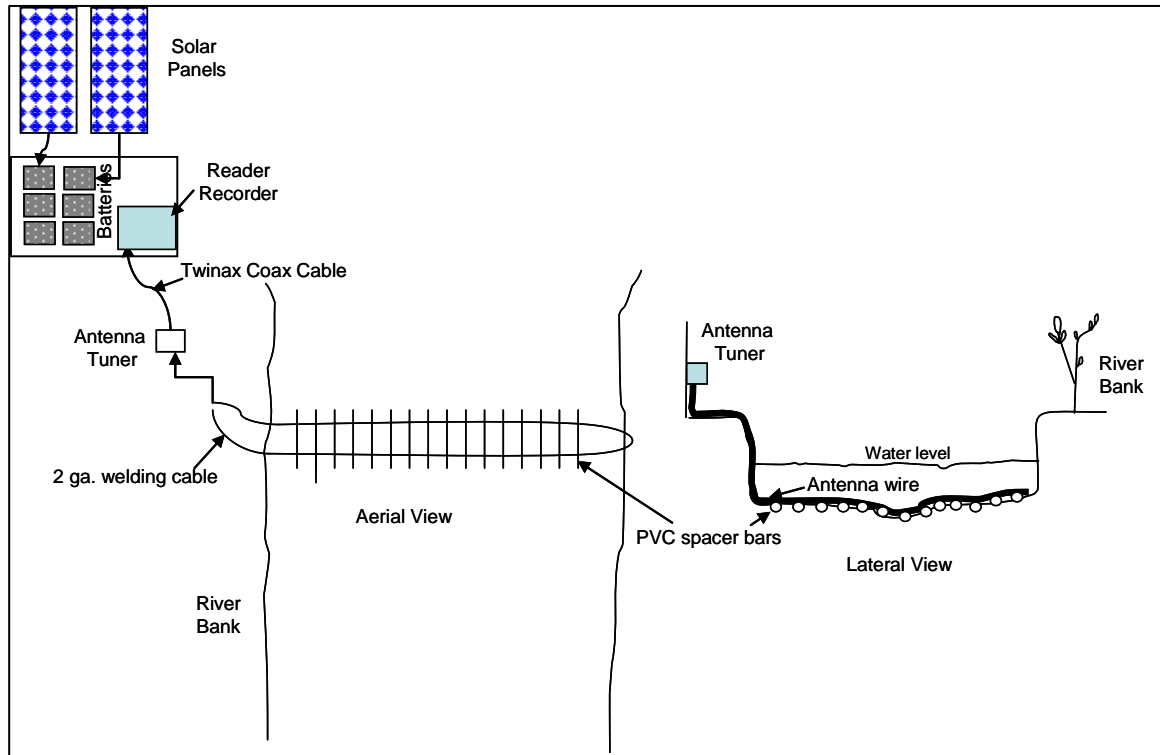 Solar
Panels
Batteries
Reader
Recorder
Twinax Coax Cable
Antenna
Tuner
2 ga. welding cable
Aerial View
River
Bank
PVC spacer bars
Antenna
Tuner
River
Bank
Water level
Antenna wire
Lateral View